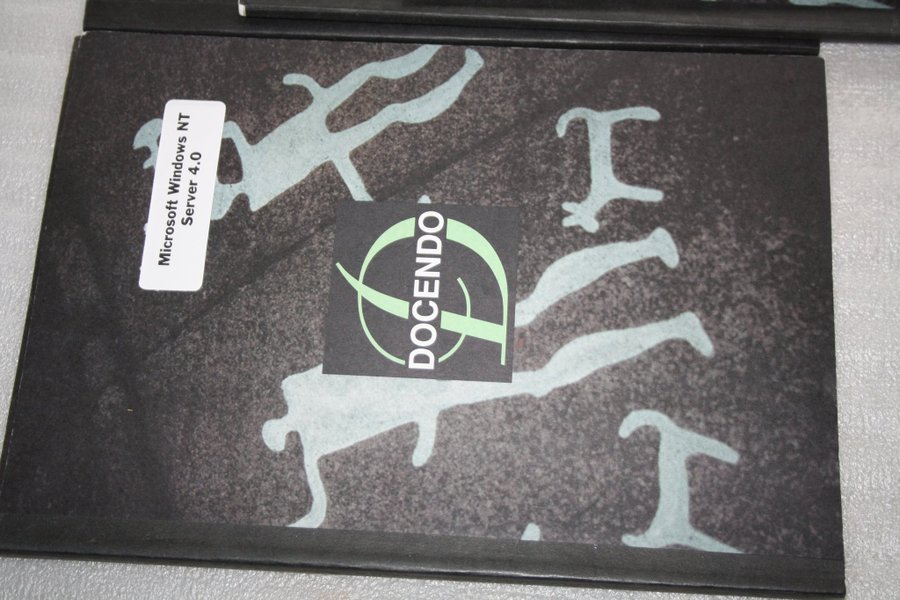 Microsoft Windows NT
Server 4.0
DOCENDO